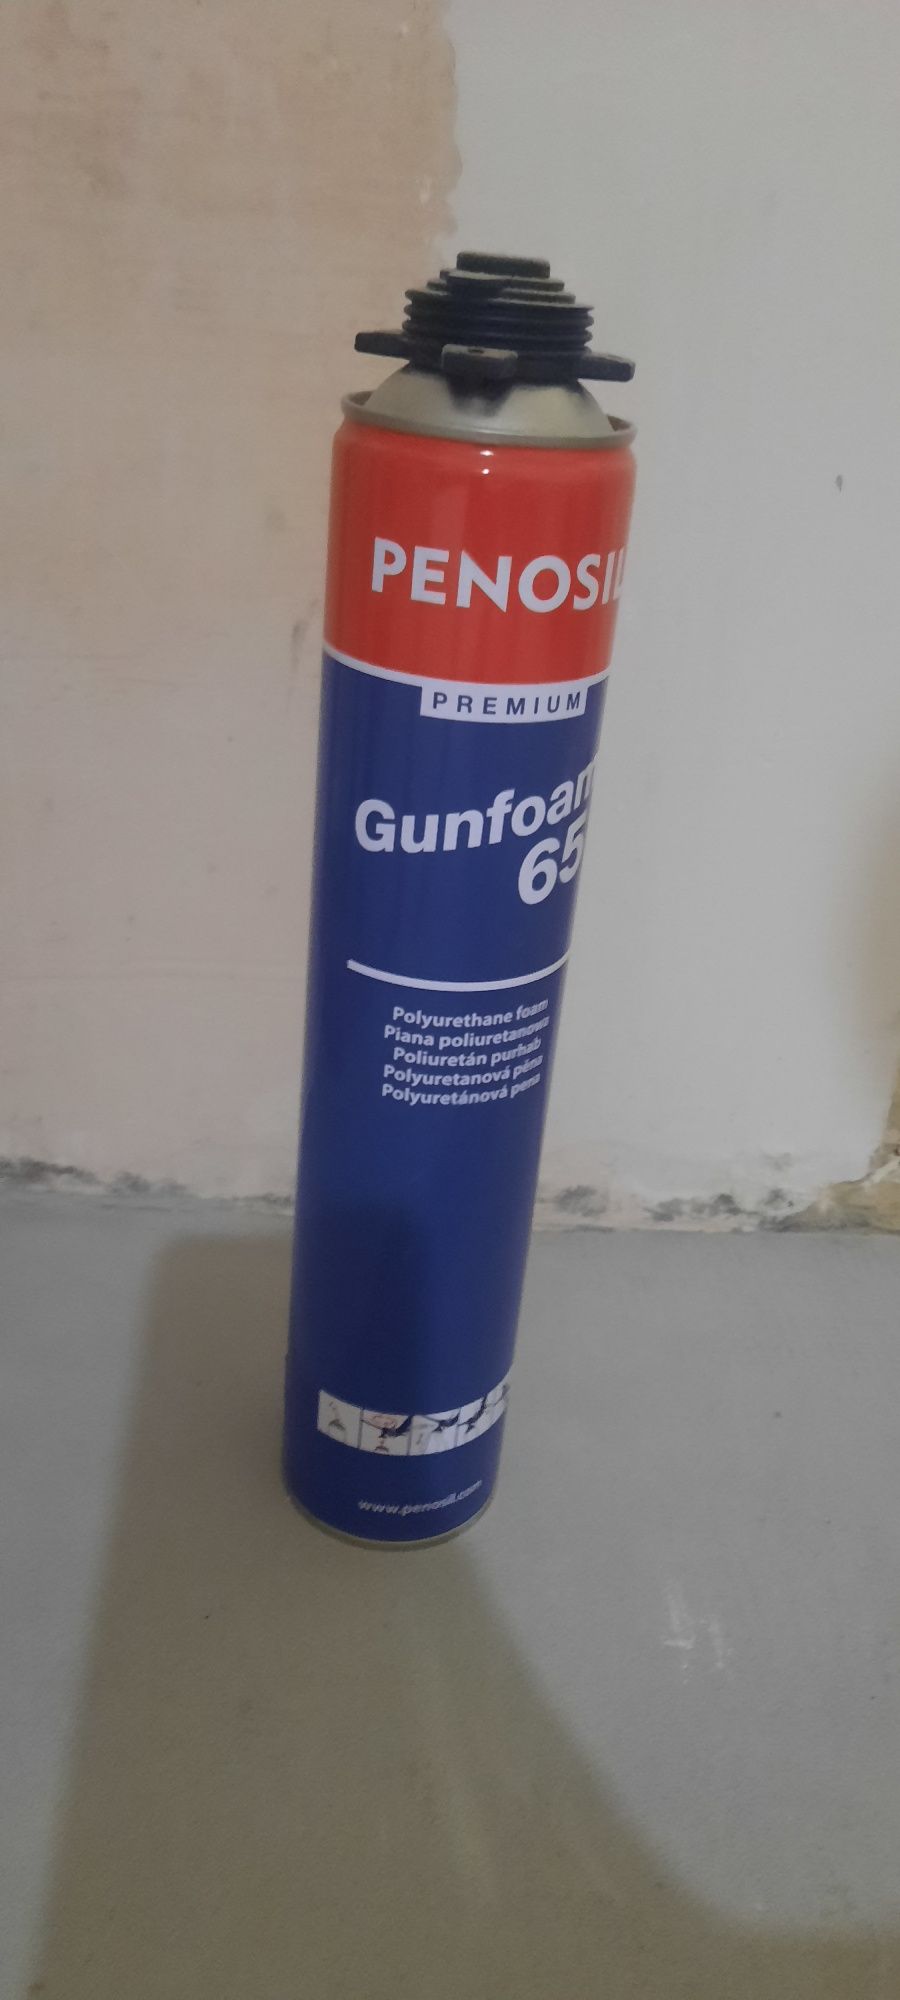 PENOSIL
PREMIUM
Gunfoam
65
Polyurethane foam
Piana poliuretanowa
Poliuretán purhab
Polyuretanová pěna
Polyuretánová pena
www.penosil.com